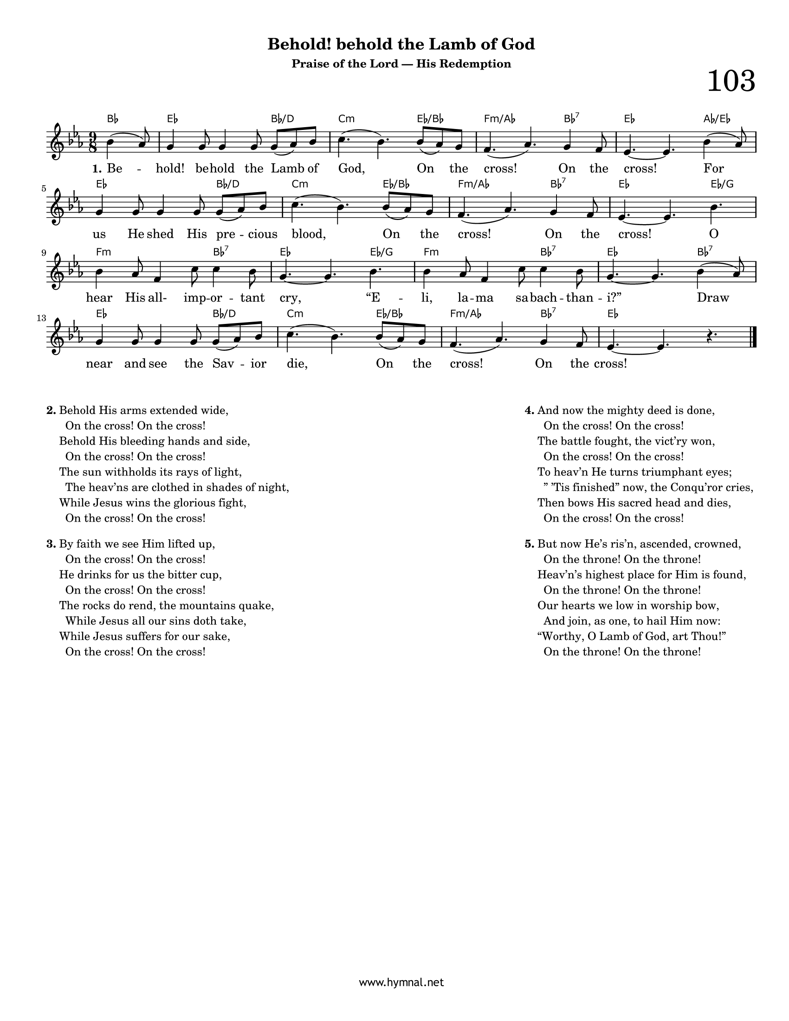 Behold! behold the Lamb of God
Praise of the Lord — His Redemption
103
B♭ E♭ B♭/D Cm E♭/B♭ Fm/A♭ B♭7 E♭ A♭/E♭
9 8
1. Be - hold! behold the Lamb of God, On the cross! On the cross! For
5
E♭ B♭/D Cm E♭/B♭ Fm/A♭ B♭7 E♭ E♭/G
us He shed His pre - cious blood, On the cross! On the cross! O
9
Fm B♭7 E♭ E♭/G Fm B♭7 E♭ B♭7
hear His all- imp-or - tant cry, “E - li, la-ma sabach-than - i?” Draw
13
E♭ B♭/D Cm E♭/B♭ Fm/A♭ B♭7 E♭
near and see the Sav - ior die, On the cross! On the cross!
2. Behold His arms extended wide,
On the cross! On the cross!
Behold His bleeding hands and side,
On the cross! On the cross!
The sun withholds its rays of light,
The heav’ns are clothed in shades of night,
While Jesus wins the glorious fight,
On the cross! On the cross!
3. By faith we see Him lifted up,
On the cross! On the cross!
He drinks for us the bitter cup,
On the cross! On the cross!
The rocks do rend, the mountains quake,
While Jesus all our sins doth take,
While Jesus suffers for our sake,
On the cross! On the cross!
4. And now the mighty deed is done,
On the cross! On the cross!
The battle fought, the vict’ry won,
On the cross! On the cross!
To heav’n He turns triumphant eyes;
” ’Tis finished” now, the Conqu’ror cries,
Then bows His sacred head and dies,
On the cross! On the cross!
5. But now He’s ris’n, ascended, crowned,
On the throne! On the throne!
Heav’n’s highest place for Him is found,
On the throne! On the throne!
Our hearts we low in worship bow,
And join, as one, to hail Him now:
“Worthy, O Lamb of God, art Thou!”
On the throne! On the throne!
www.hymnal.net